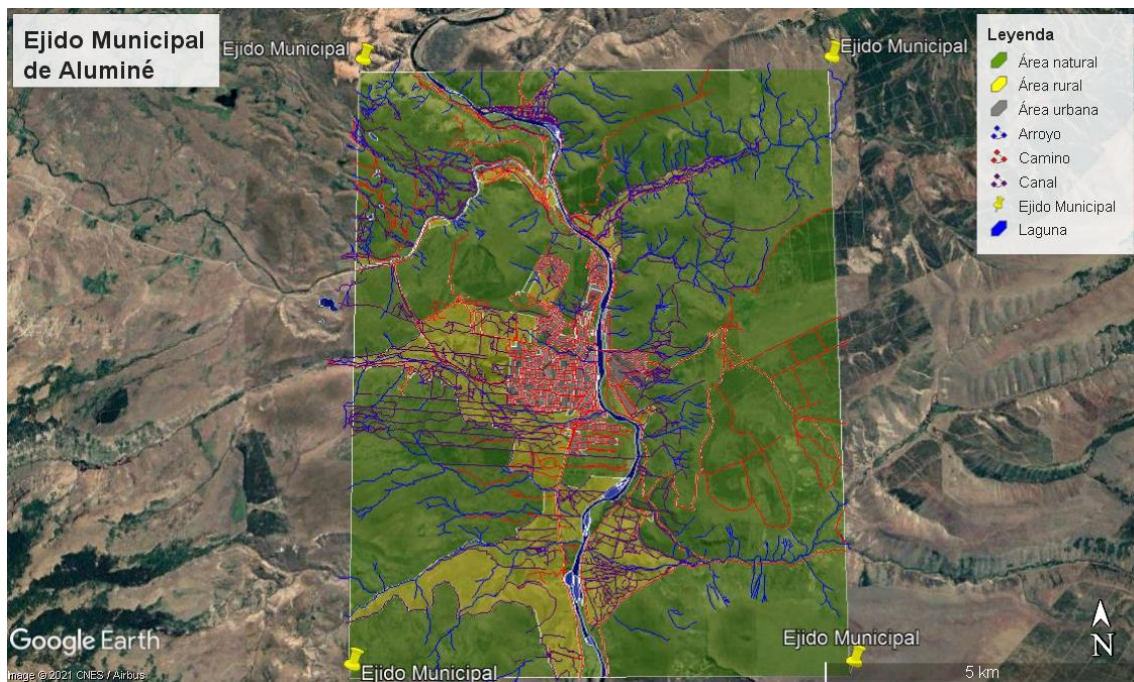 Ejido Municipal
de Aluminé
Ejido Municipal
Ejido Municipal
Leyenda
Área natural
Área rural
Área urbana
Arroyo
Camino
Canal
Ejido Municipal
Laguna
Google Earth
Ejido Municipal
N
Image © 2021 CNES / Airbus
Ejido Municipal
5 km